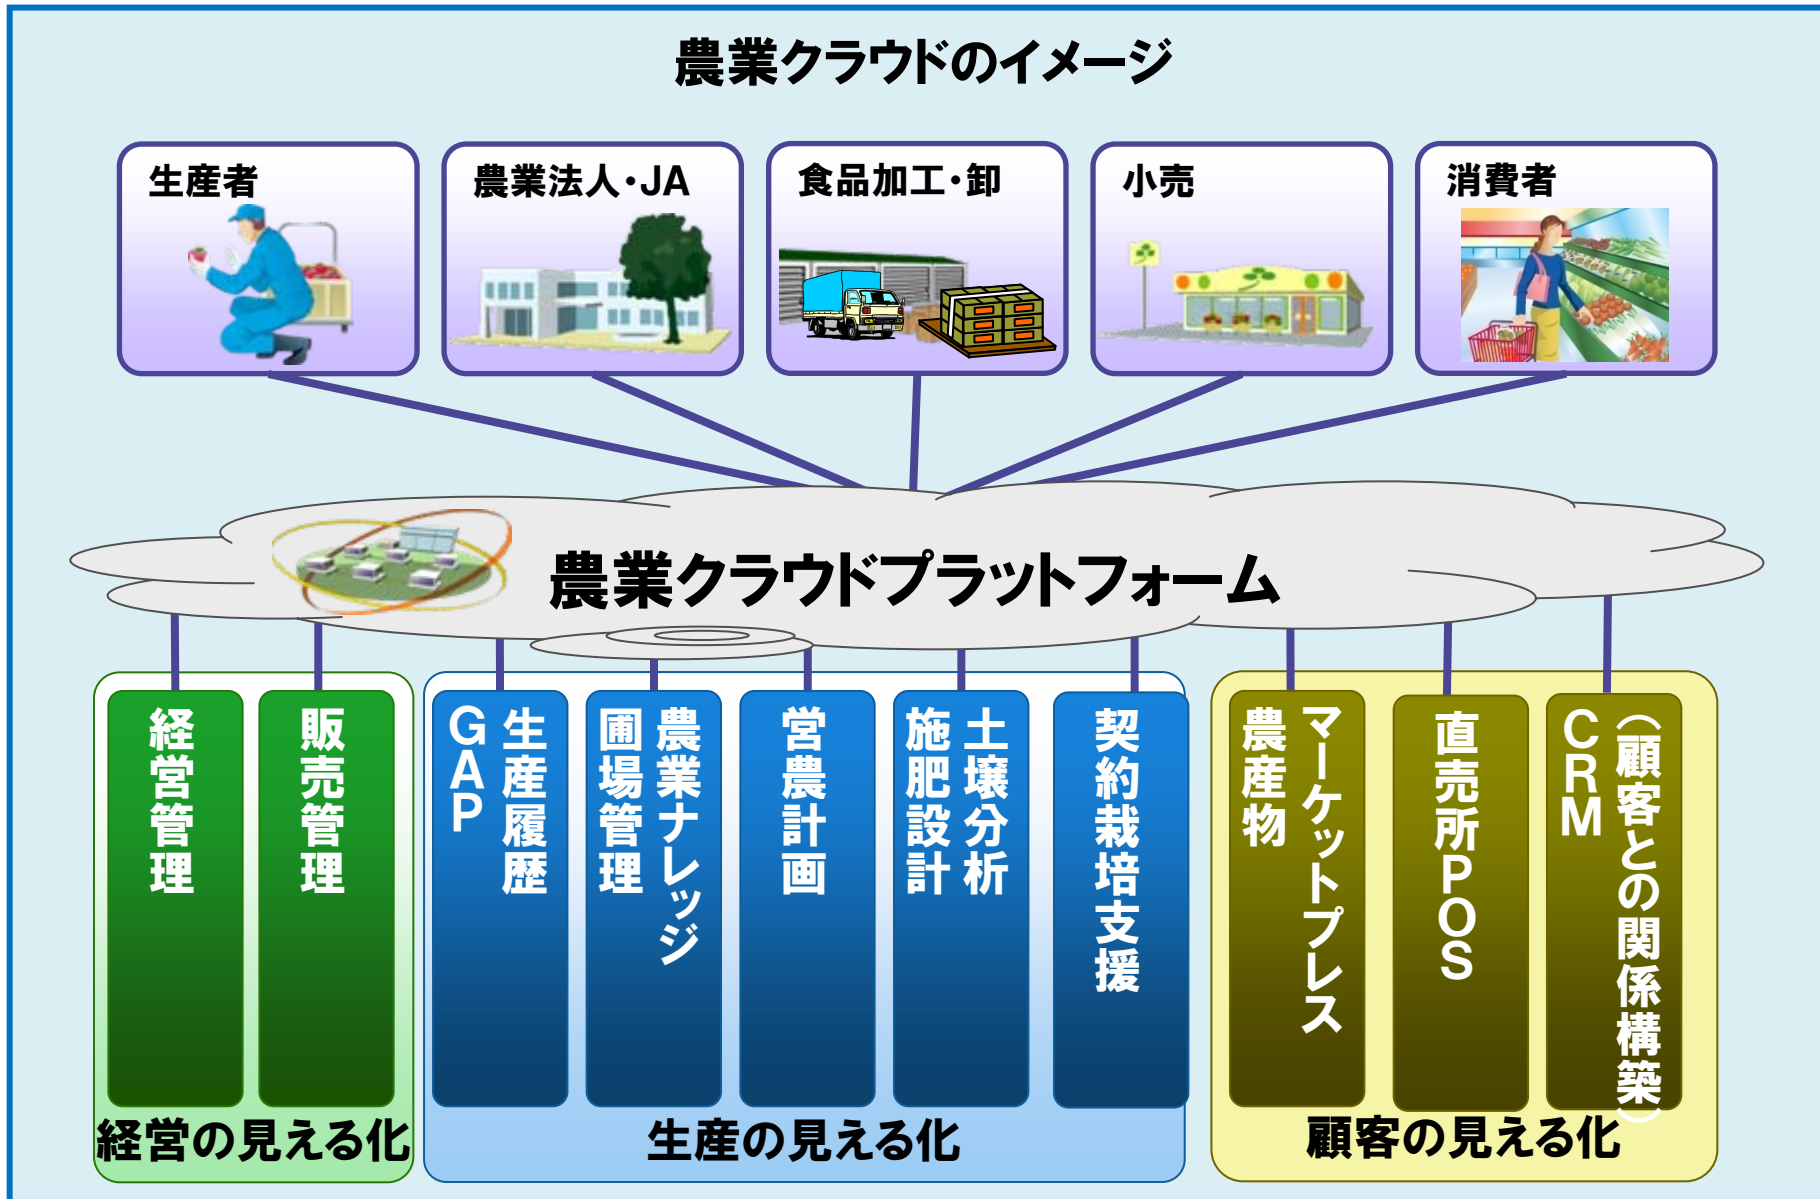 農業クラウドのイメージ
生産者
農業法人・JA
食品加工・卸
小売
消費者
農業クラウドプラットフォーム
経営管理
販売管理
生産履歴
GAP
農業ナレッジ
圃場管理
営農計画
土壌分析
施肥設計
契約栽培支援
マーケットプレス
農産物
直売所POS
（顧客との関係構築）
CRM
経営の見える化
生産の見える化
顧客の見える化